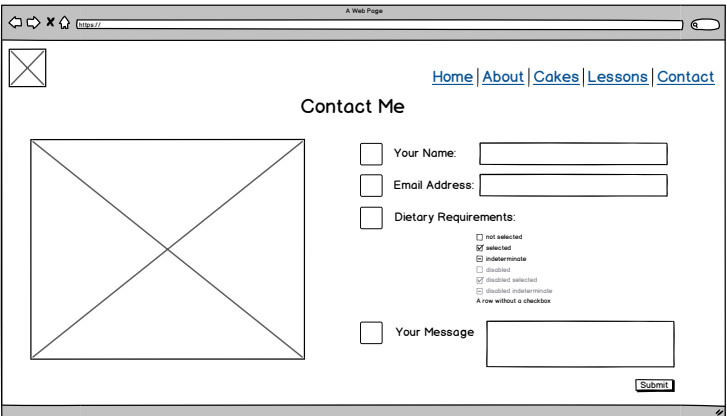 A Web Page
https://
Home | About | Cakes | Lessons | Contact
Contact Me
Your Name:
Email Address:
Dietary Requirements:
not selected
selected
indeterminate
disabled
disabled selected
disabled indeterminate
A row without a checkbox
Your Message
Submit